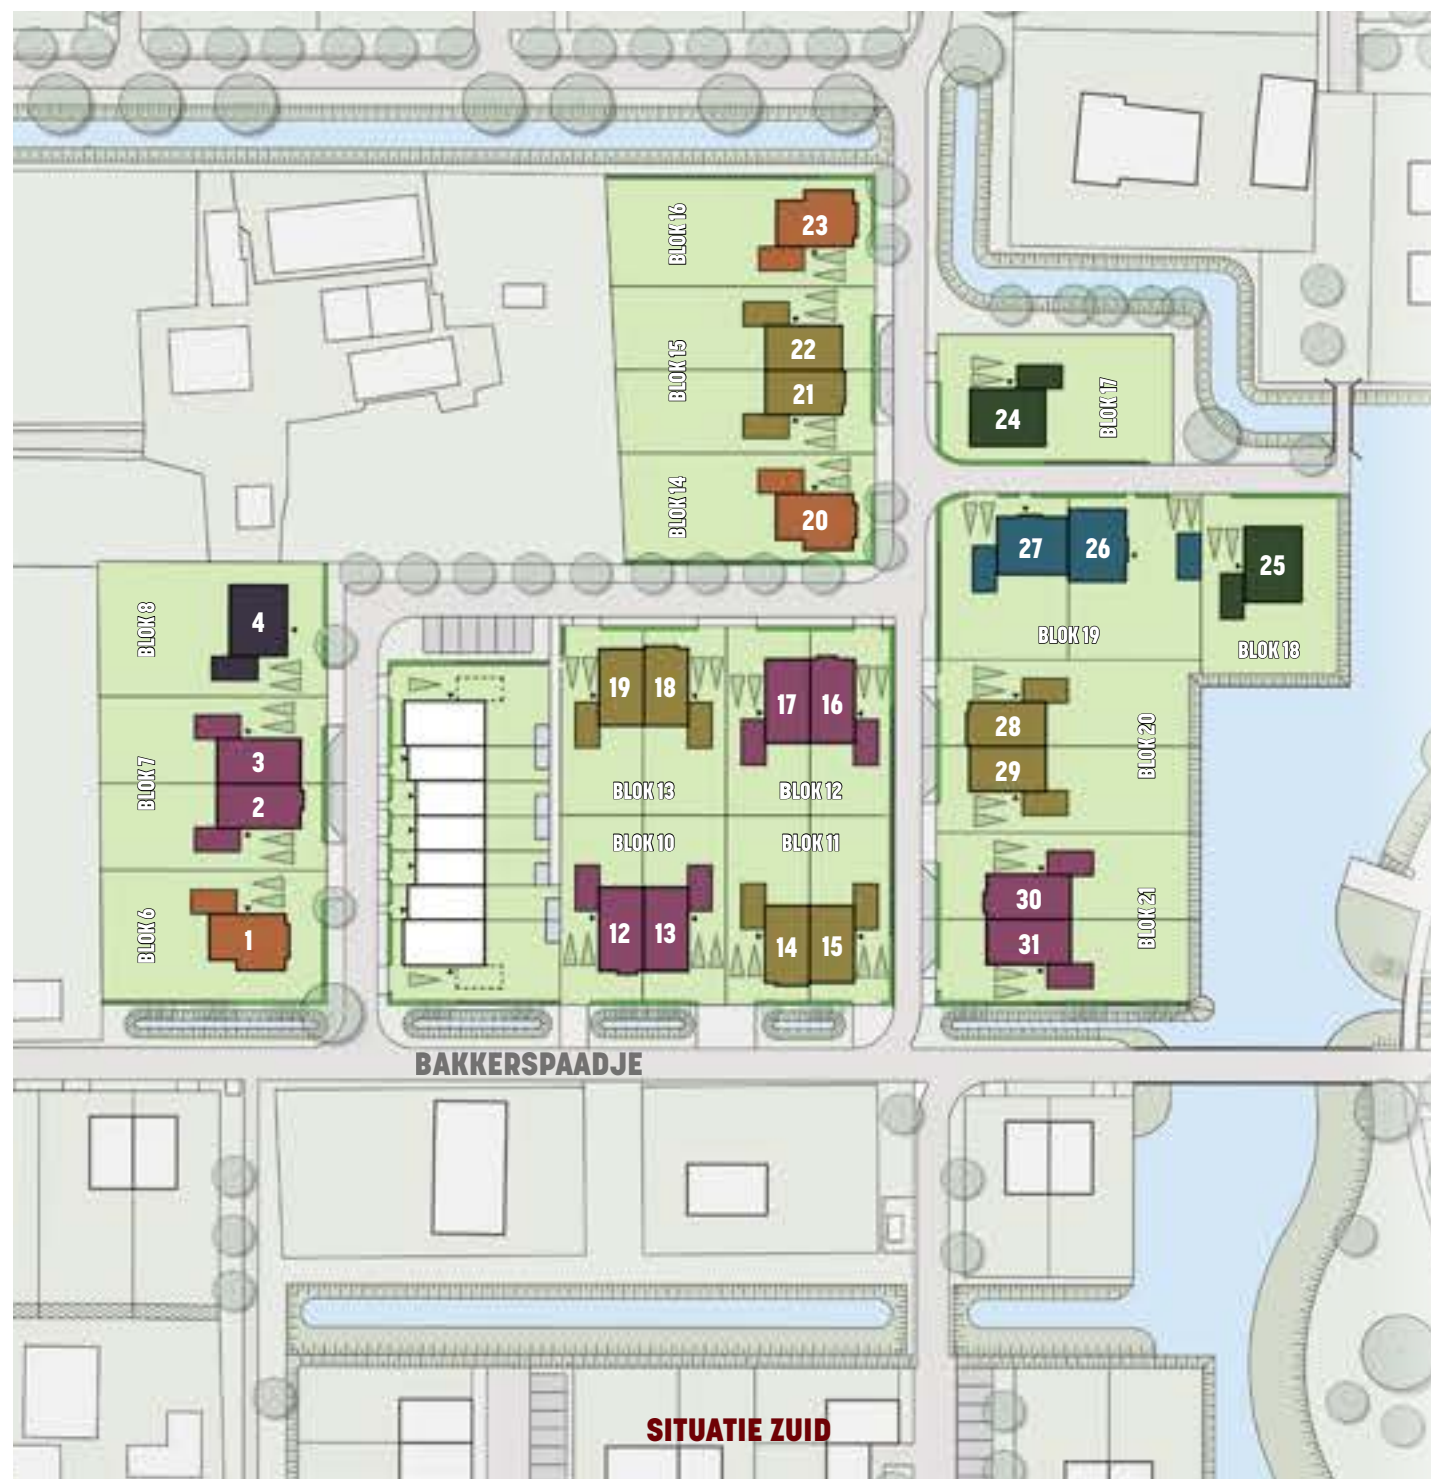 BLOK 16
23
BLOK 15
22
21
BLOK 14
20
24
BLOK 17
27
26
25
BLOK 19
BLOK 18
BLOK 8
4
BLOK 7
3
2
BLOK 6
1
19
18
17
16
BLOK 13
BLOK 12
BLOK 10
BLOK 11
12
13
14
15
28
29
BLOK 20
30
31
BLOK 21
BAKKERSPAADJE
SITUATIE ZUID